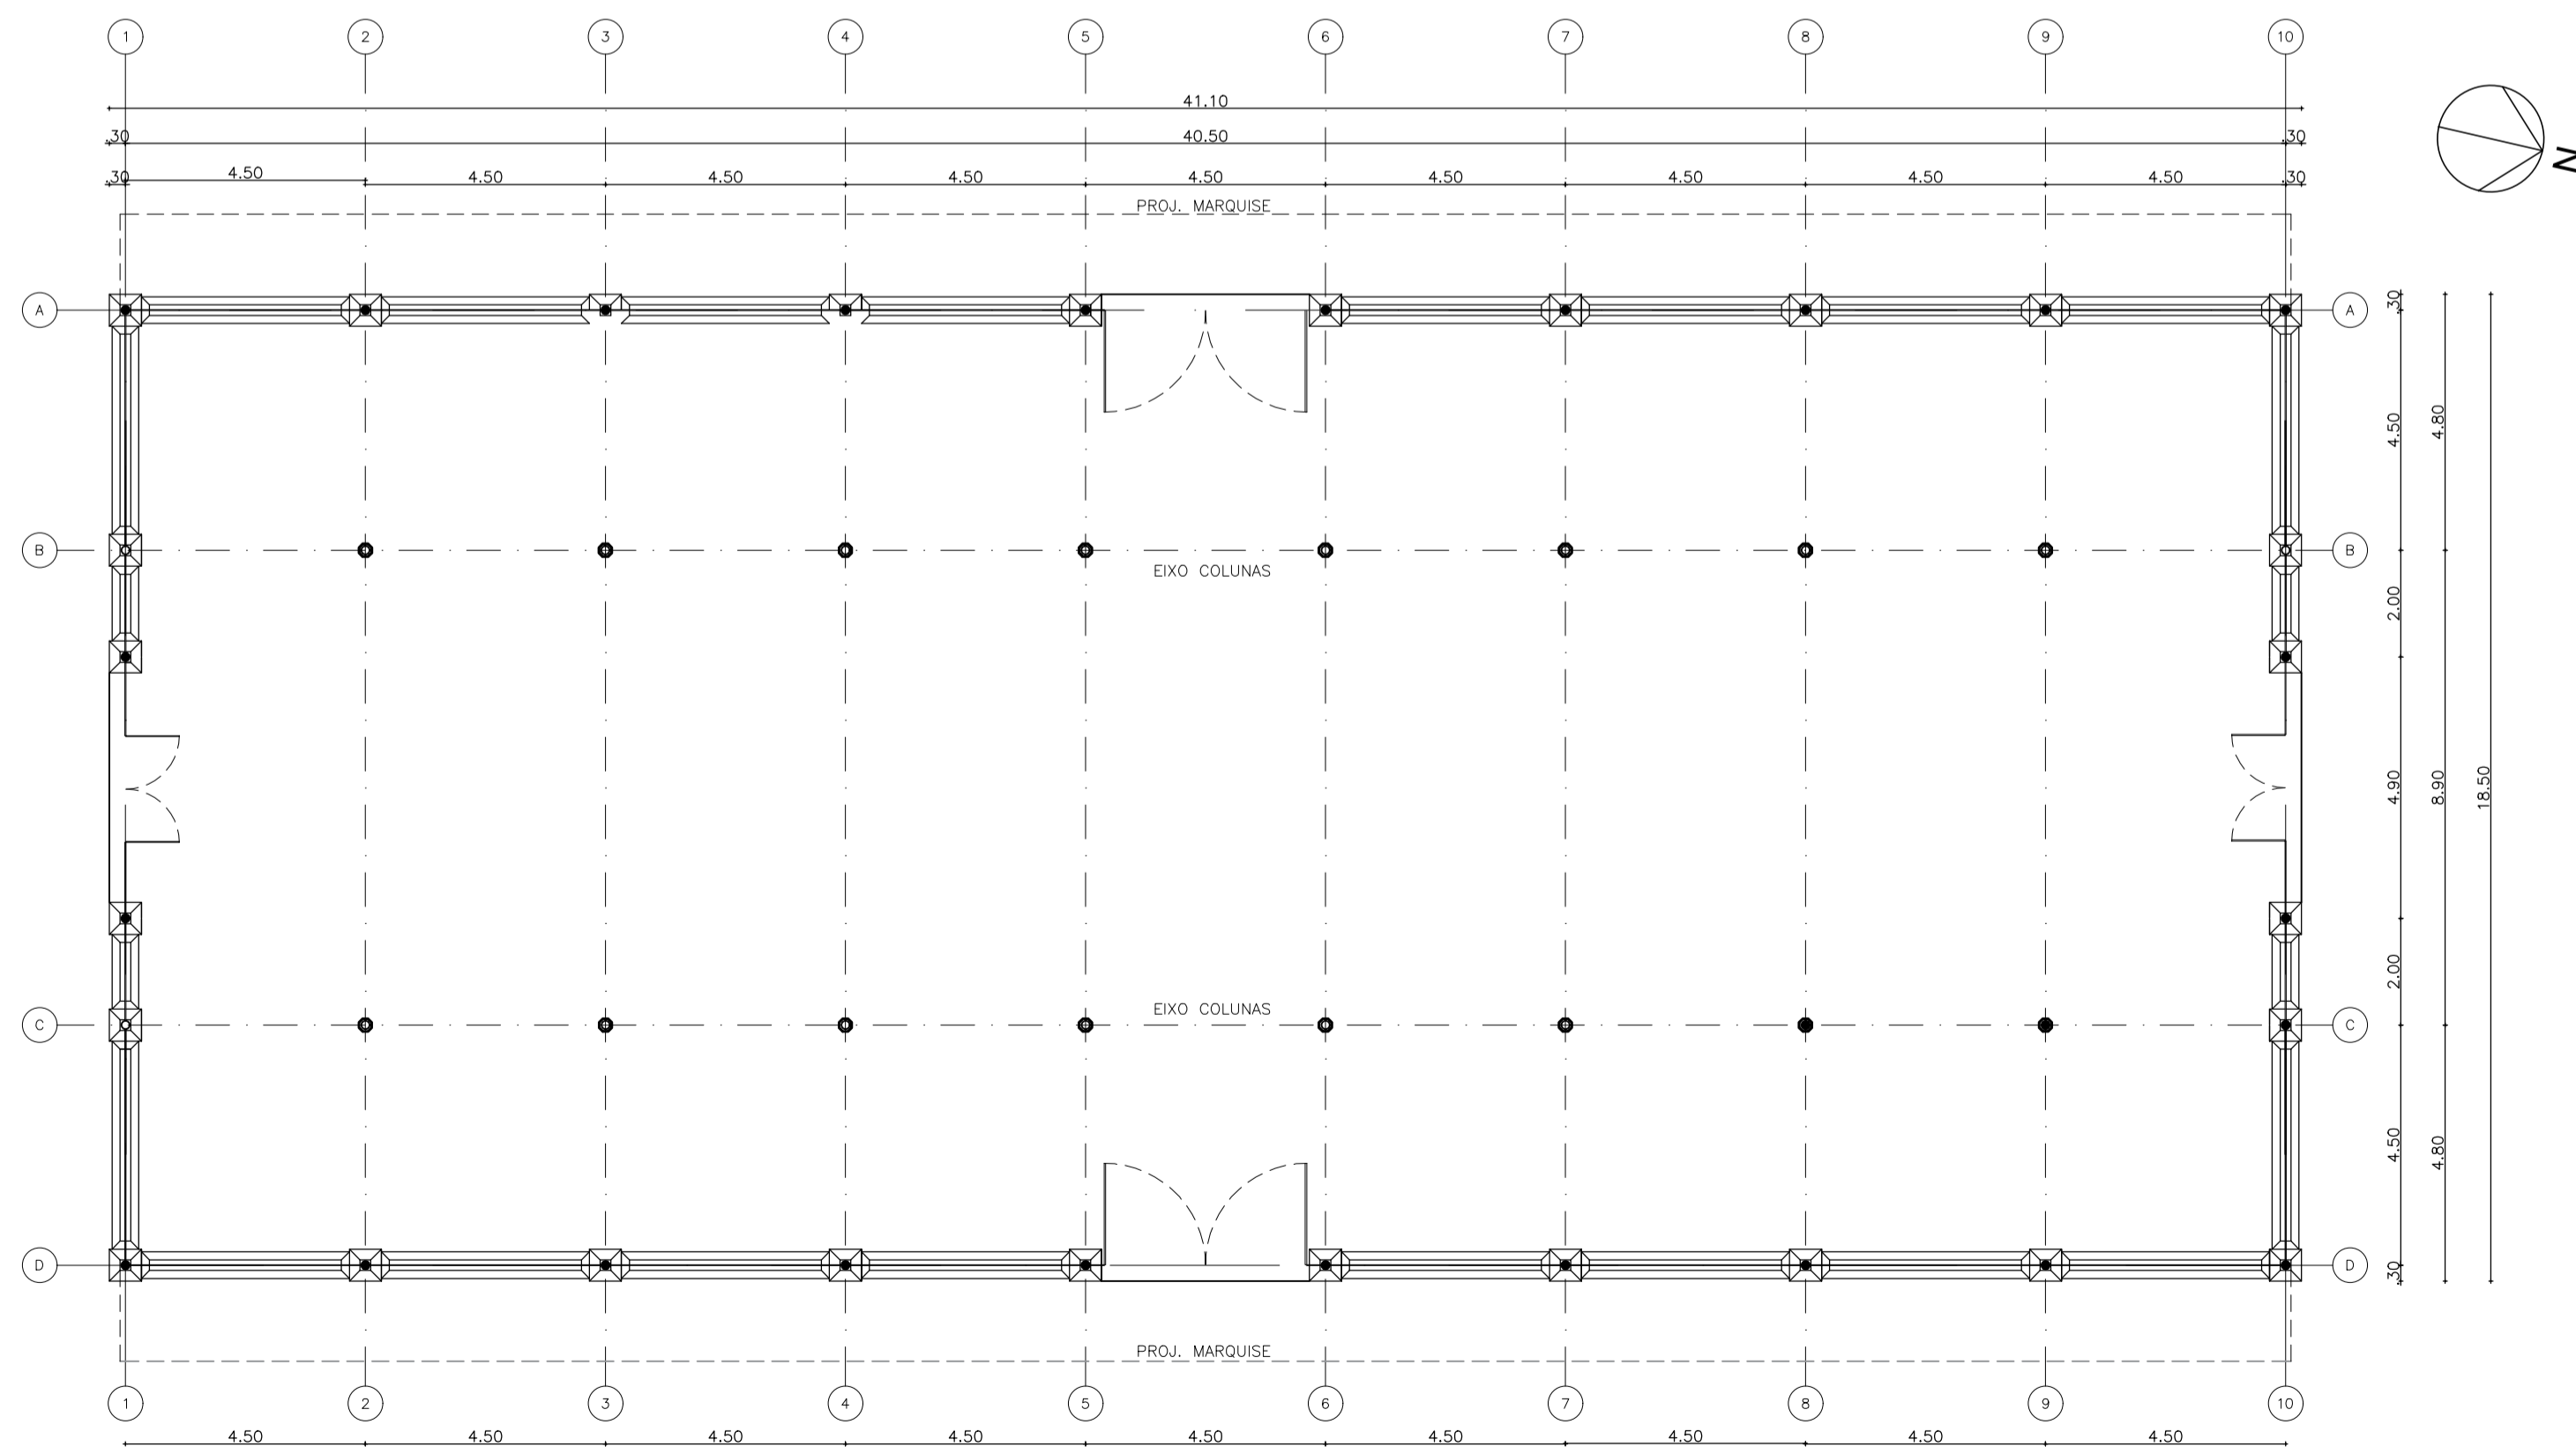 1 2 3 4 5 6 7 8 9 10
41.10
.30 40.50 .30
.30 4.50 4.50 4.50 4.50 4.50 4.50 4.50 4.50 4.50 .30
N
PROJ. MARQUISE
A A
.30
4.50
4.80
B B
EIXO COLUNAS
2.00
4.90
8.90
18.50
2.00
EIXO COLUNAS
C C
4.50
4.80
D D
.30
PROJ. MARQUISE
1 2 3 4 5 6 7 8 9 10
4.50 4.50 4.50 4.50 4.50 4.50 4.50 4.50 4.50